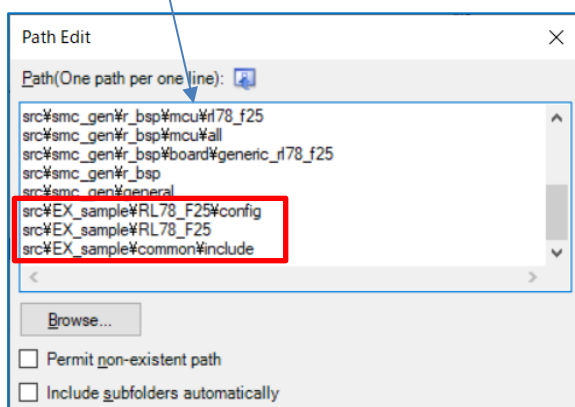 Path Edit
Path(One path per one line):
src¥smc_gen¥r_bsp¥mcu¥rl78_f25
src¥smc_gen¥r_bsp¥mcu¥all
src¥smc_gen¥r_bsp¥board¥generic_rl78_f25
src¥smc_gen¥r_bsp
src¥smc_gen¥general
src¥EX_sample¥RL78_F25¥config
src¥EX_sample¥RL78_F25
src¥EX_sample¥common¥include
Browse...
Permit non-existent path
Include subfolders automatically